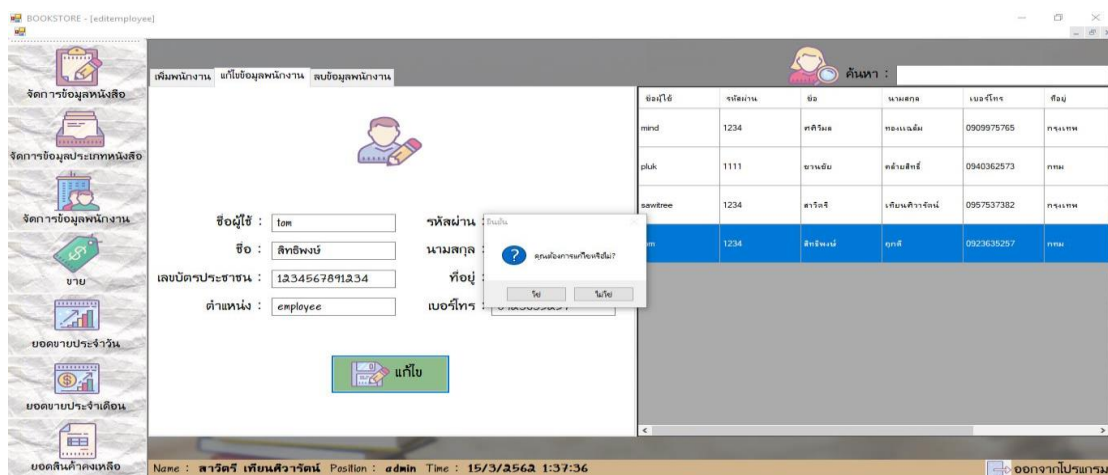 BOOKSTORE - [editemployee]
จัดการข้อมูลหนังสือ
จัดการข้อมูลประเภทหนังสือ
จัดการข้อมูลพนักงาน
ขาย
ยอดขายประจำวัน
ยอดขายประจำเดือน
ยอดสินค้าคงเหลือ
เพิ่มพนักงาน แก้ไขข้อมูลพนักงาน ลบข้อมูลพนักงาน
ค้นหา :
ชื่อผู้ใช้ : tom รหัสผ่าน
ชื่อ : สิทธิพงษ์ นามสกุล
เลขบัตรประชาชน : 1234567891234 ที่อยู่
ตำแหน่ง : employee เบอร์โทร :
แก้ไข
ยืนยัน
คุณต้องการแก้ไขหรือไม่?
ใช่ ไม่ใช่
ชื่อผู้ใช้ รหัสผ่าน ชื่อ นามสกุล เบอร์โทร ที่อยู่
mind 1234 ศศิวิมล ทองแฉล้ม 0909975765 กรุงเทพ
pluk 1111 ชาญชัย คล้ายสิทธิ์ 0940362573 กทม
sawitree 1234 สาวิตรี เทียนศิวารัตน์ 0957537382 กรุงเทพ
1234 สิทธิพงษ์ 0923635257 กทม
Name : สาวิตรี เทียนศิวารัตน์ Position : admin Time : 15/3/2562 1:37:36
ออกจากโปรแกรม